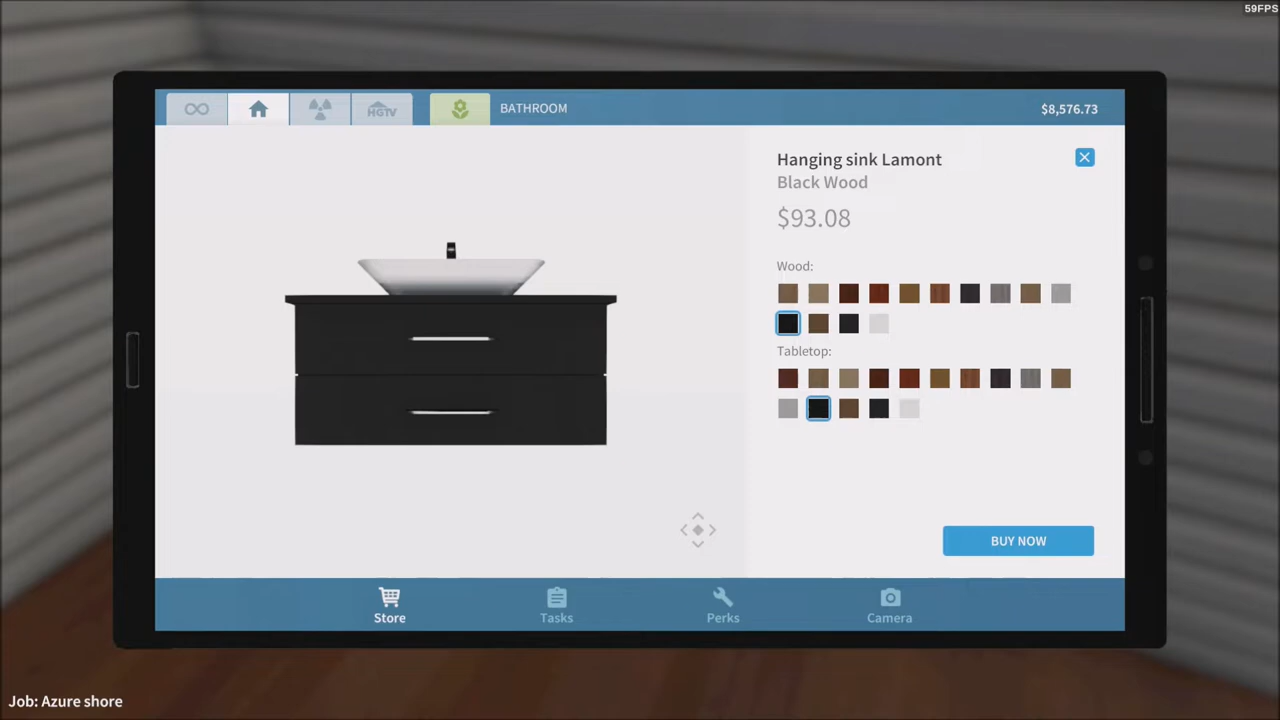 59FPS
HGTV
BATHROOM
$8,576.73
Hanging sink Lamont
Black Wood
$93.08
Wood:
Tabletop:
BUY NOW
Store
Tasks
Perks
Camera
Job: Azure shore